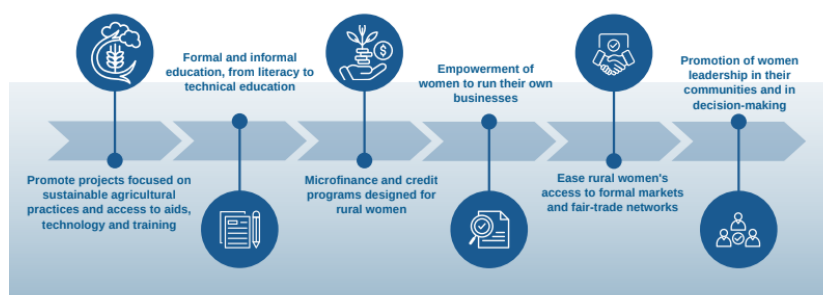 Promote projects focused on
sustainable agricultural
practices and access to aids,
technology and training
Formal and informal
education, from literacy to
technical education
Microfinance and credit
programs designed for
rural women
Empowerment of
women to run their own
businesses
Ease rural women's
access to formal markets
and fair-trade networks
Promotion of women
leadership in their
communities and in
decision-making